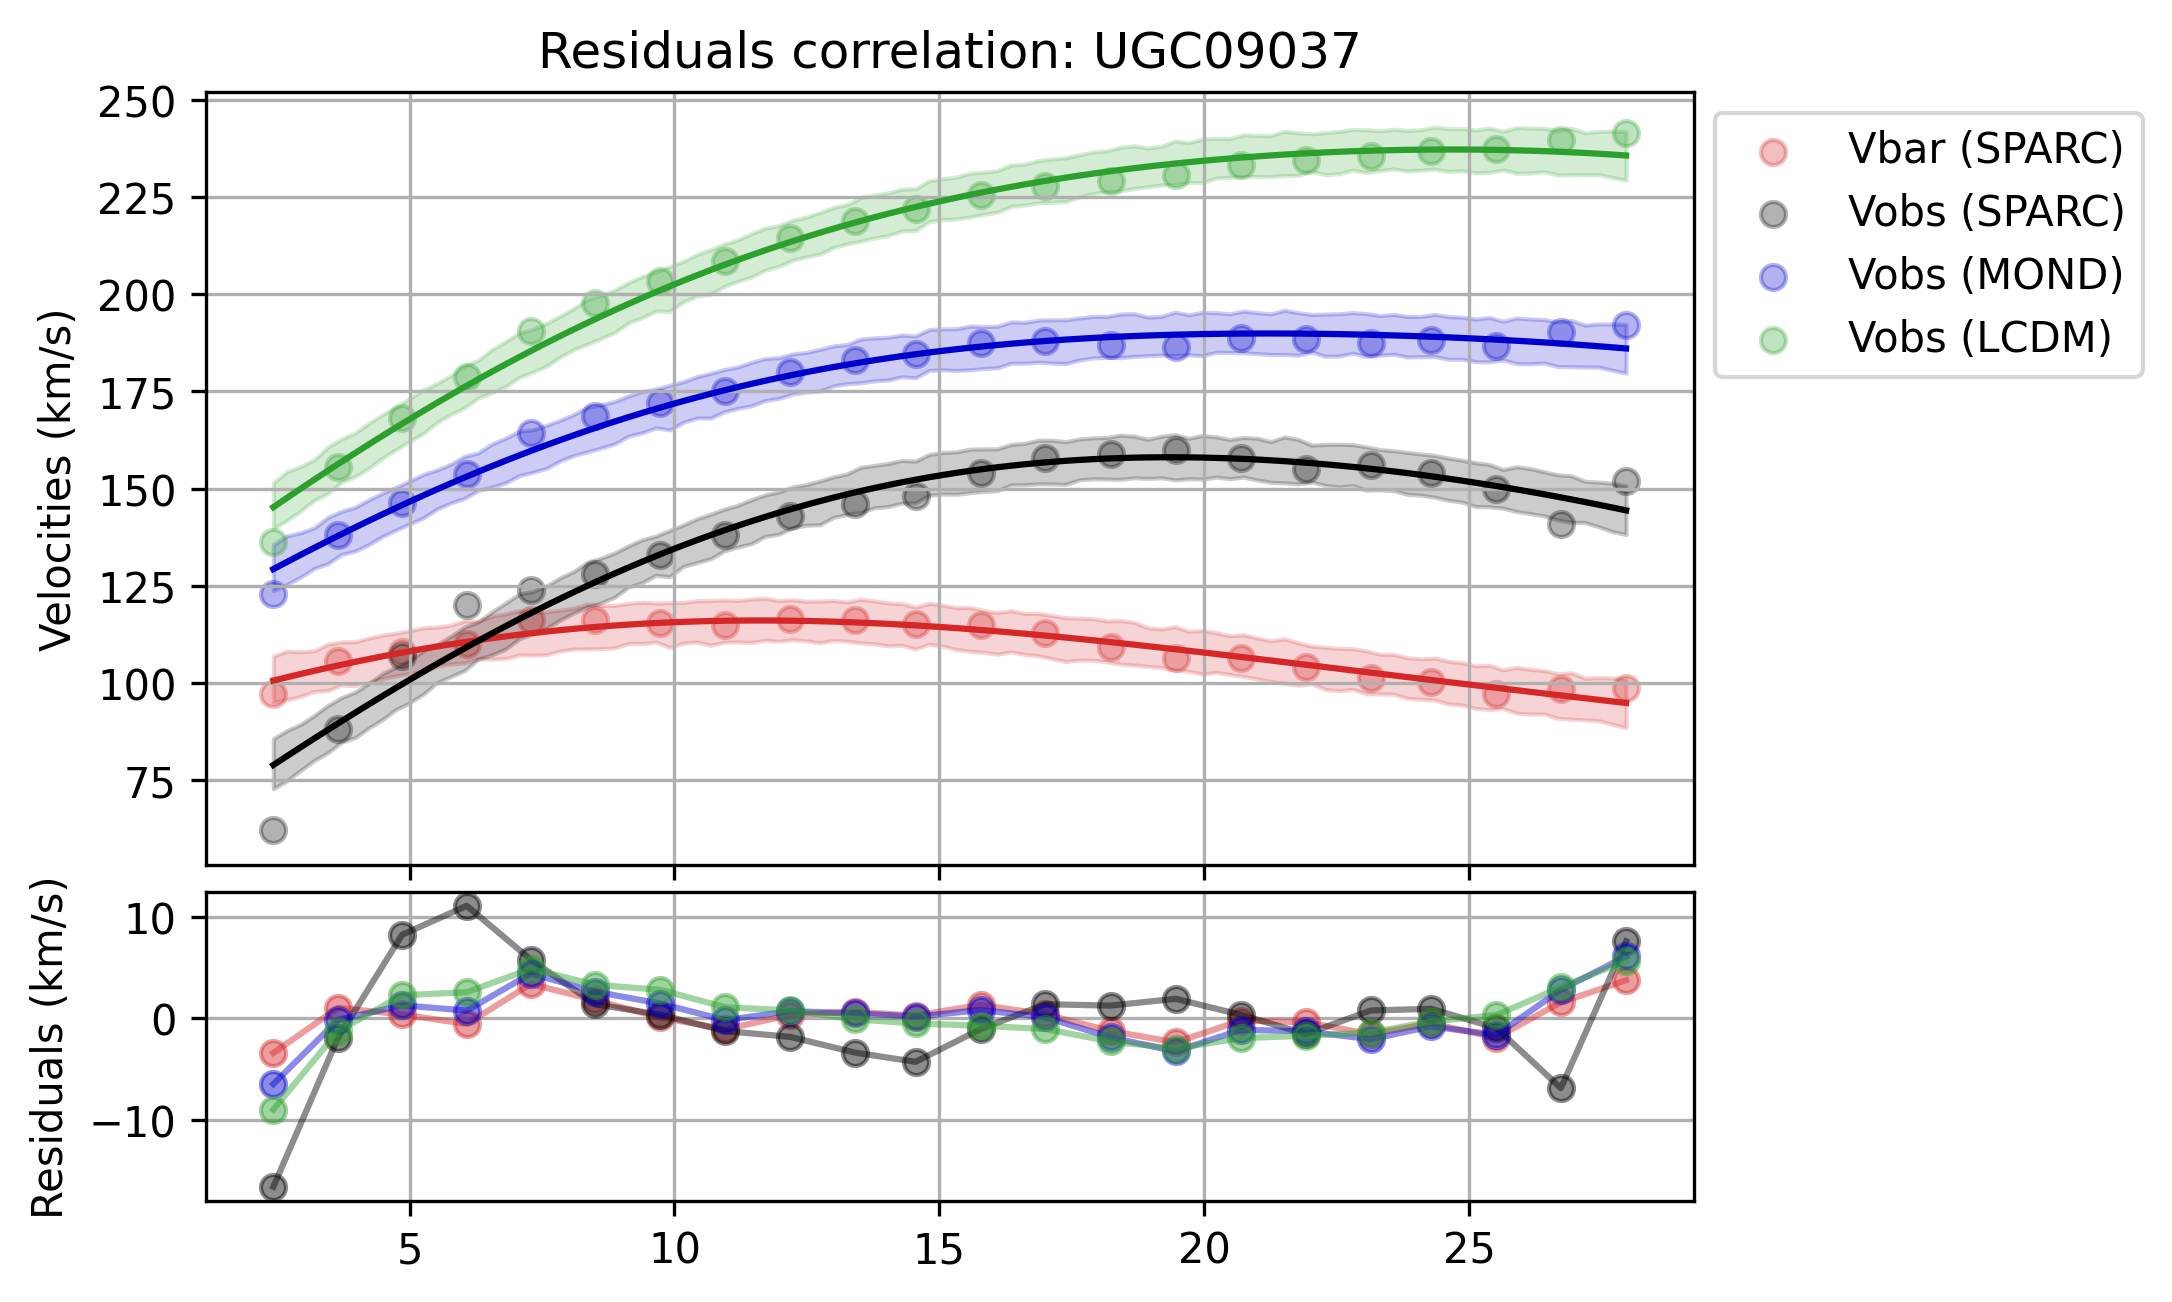 Residuals correlation: UGC09037
Velocities (km/s)
250
225
200
175
150
125
100
75
Vbar (SPARC)
Vobs (SPARC)
Vobs (MOND)
Vobs (LCDM)
Residuals (km/s)
10
0
−10
5
10
15
20
25